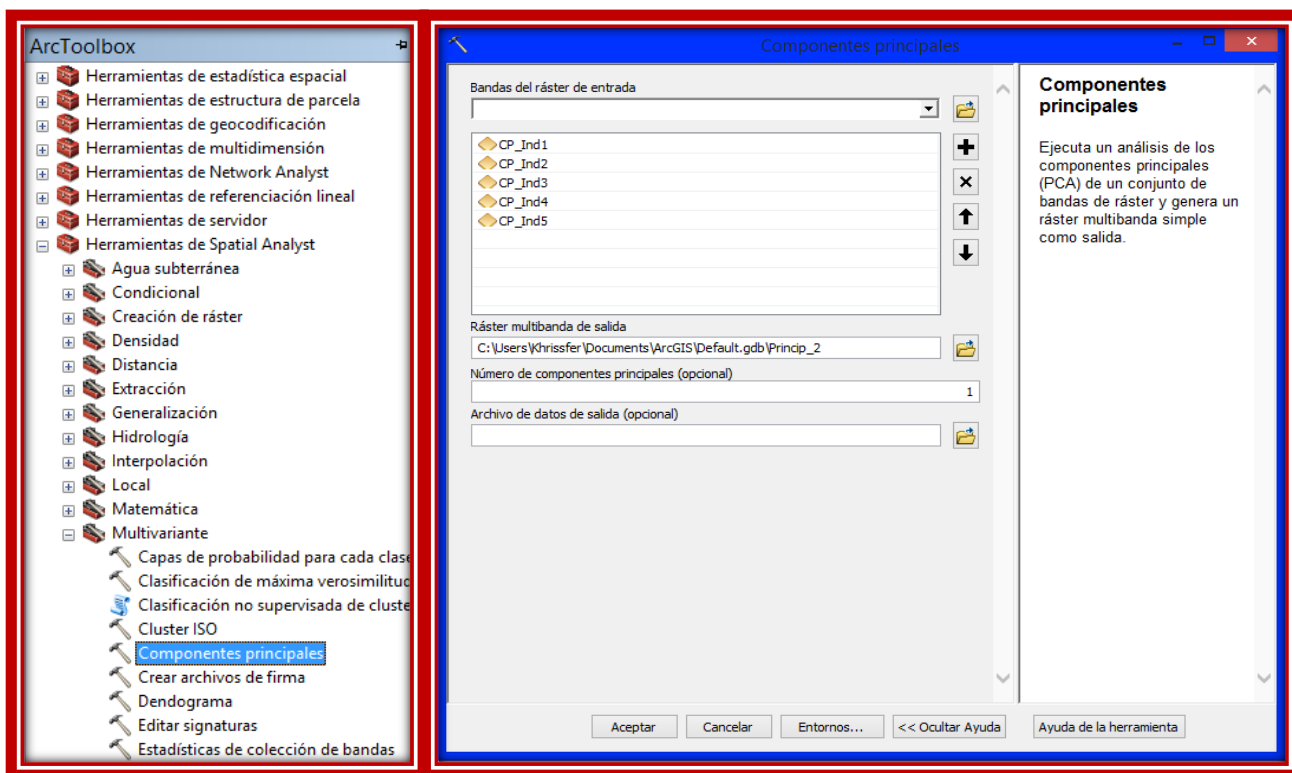 ArcToolbox
Herramientas de estadística espacial
Herramientas de estructura de parcela
Herramientas de geocodificación
Herramientas de multidimensión
Herramientas de Network Analyst
Herramientas de referenciación lineal
Herramientas de servidor
Herramientas de Spatial Analyst
Agua subterránea
Condicional
Creación de ráster
Densidad
Distancia
Extracción
Generalización
Hidrología
Interpolación
Local
Matemática
Multivariante
Capas de probabilidad para cada clase
Clasificación de máxima verosimilitud
Clasificación no supervisada de cluste
Cluster ISO
Componentes principales
Crear archivos de firma
Dendograma
Editar signaturas
Estadísticas de colección de bandas
Componentes principales
Bandas del ráster de entrada
CP_Ind1
CP_Ind2
CP_Ind3
CP_Ind4
CP_Ind5
Ráster multibanda de salida
C:\Users\Khrissfer\Documents\ArcGIS\Default.gdb\Princip_2
Número de componentes principales (opcional)
1
Archivo de datos de salida (opcional)
Componentes
principales
Ejecuta un análisis de los
componentes principales
(PCA) de un conjunto de
bandas de ráster y genera un
ráster multibanda simple
como salida.
Aceptar
Cancelar
Entornos...
<< Ocultar Ayuda
Ayuda de la herramienta